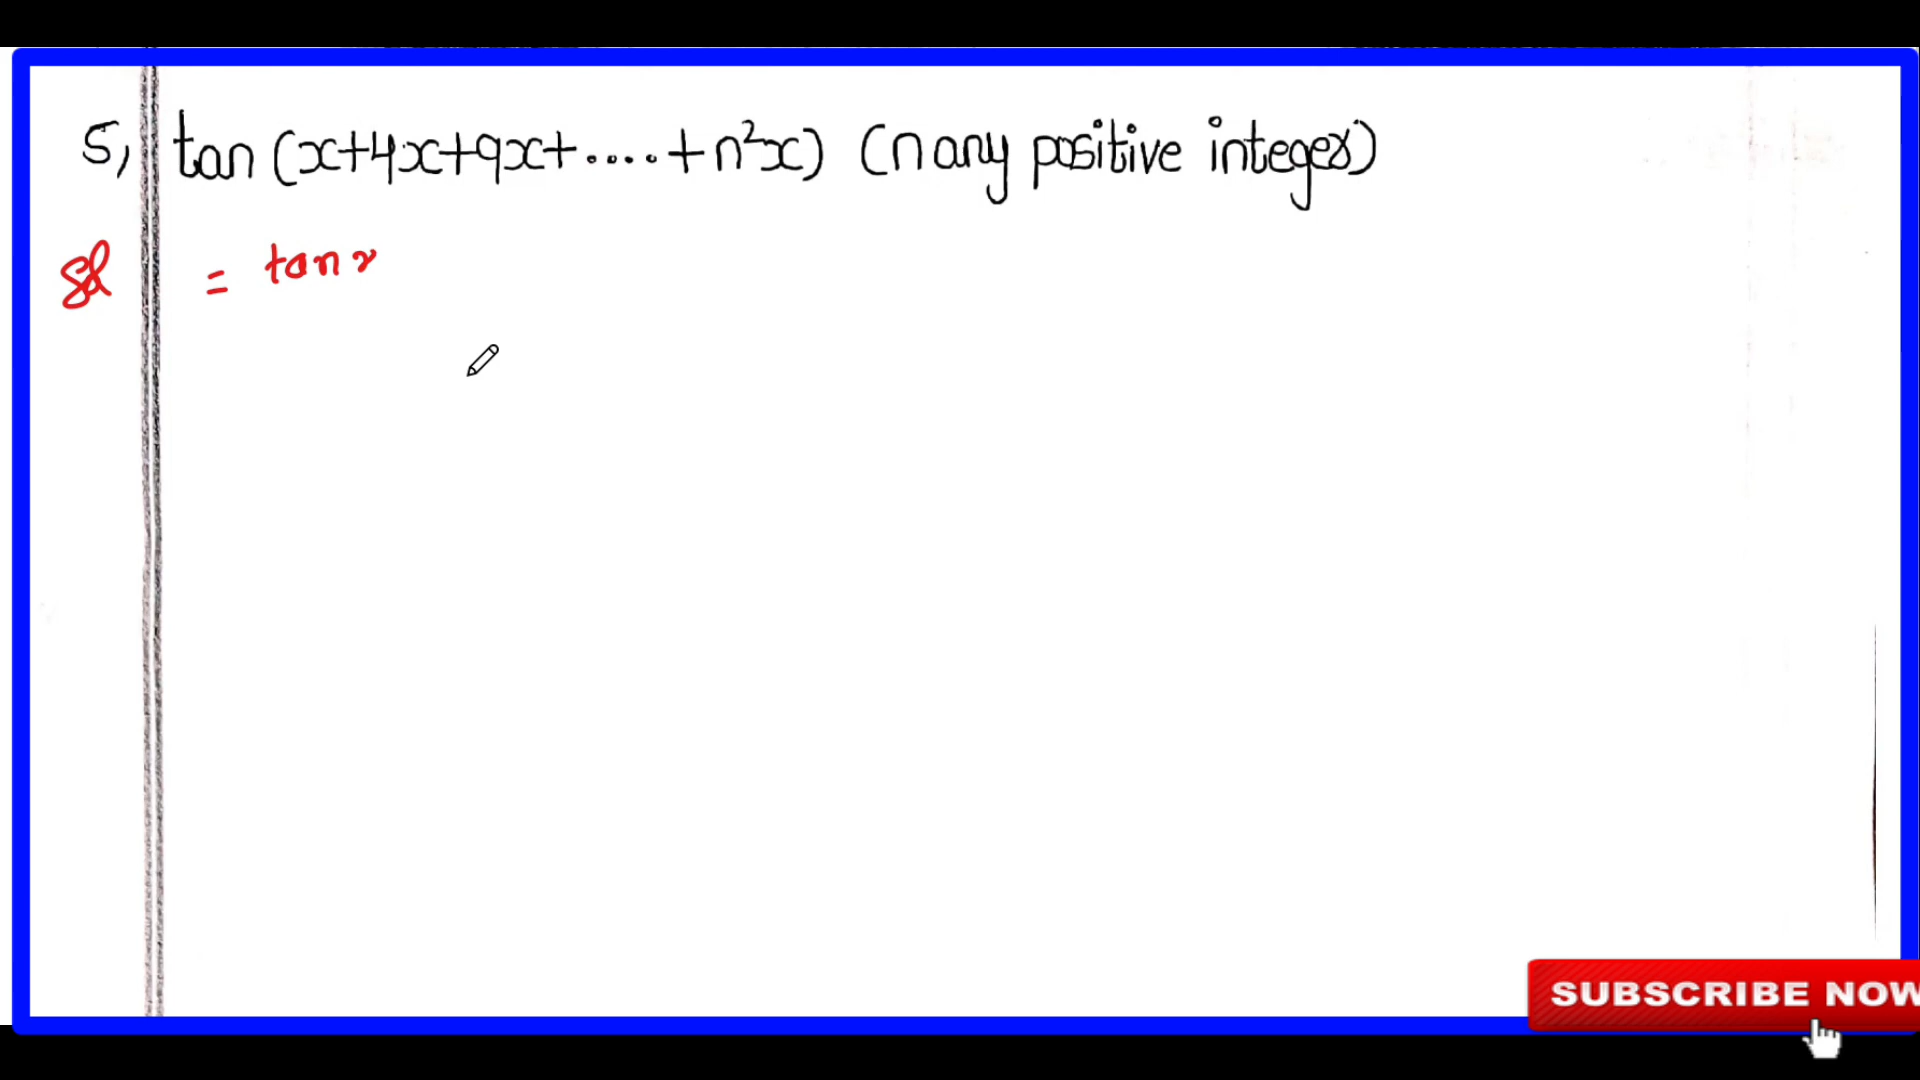 5, tan (x+4x+9x+....+n²x) (n any positive integer)
Sol = tan x
SUBSCRIBE NOW